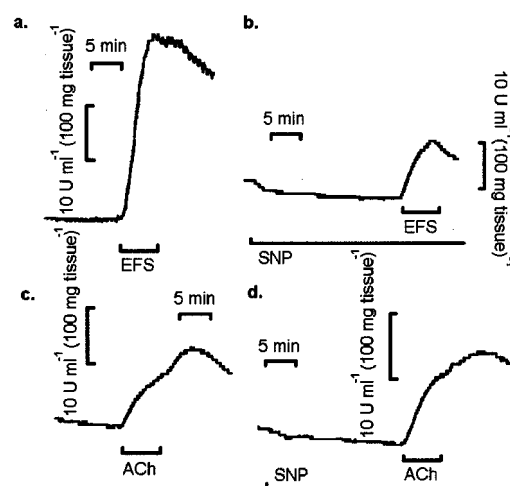 a.
5 min
10 U ml⁻¹ (100 mg tissue)⁻¹
EFS
b.
5 min
10 U ml⁻¹ (100 mg tissue)⁻¹
EFS
SNP
c.
5 min
10 U ml⁻¹ (100 mg tissue)⁻¹
ACh
d.
5 min
10 U ml⁻¹ (100 mg tissue)⁻¹
SNP
ACh